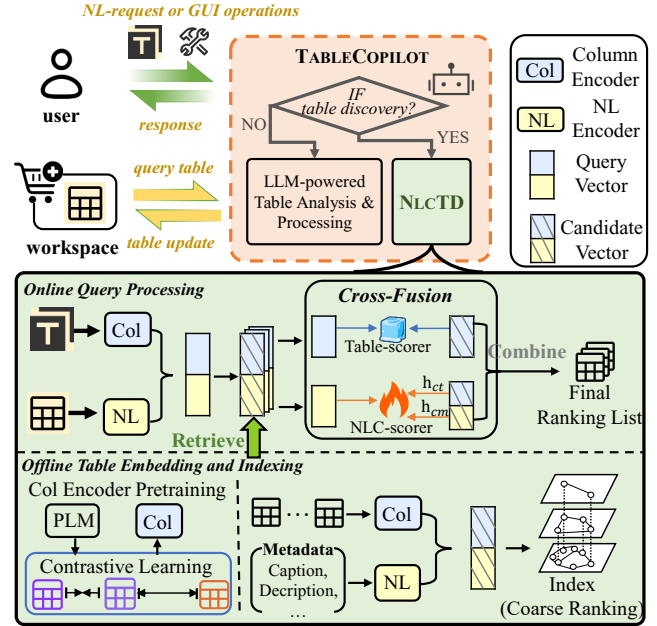 NL-request or GUI operations
T
user
response
query table
workspace
table update
TABLECOPILOT
IF
table discovery?
NO
YES
LLM-powered
Table Analysis &
Processing
NLCTD
Col
Column
Encoder
NL
NL
Encoder
Query
Vector
Candidate
Vector
Online Query Processing
T
Col
NL
Retrieve
Cross-Fusion
Table-scorer
NLC-scorer
hct
hcm
Combine
Final
Ranking List
Offline Table Embedding and Indexing
Col Encoder Pretraining
PLM
Col
Contrastive Learning
...
Col
Metadata
Caption,
Decription,
...
NL
Index
(Coarse Ranking)